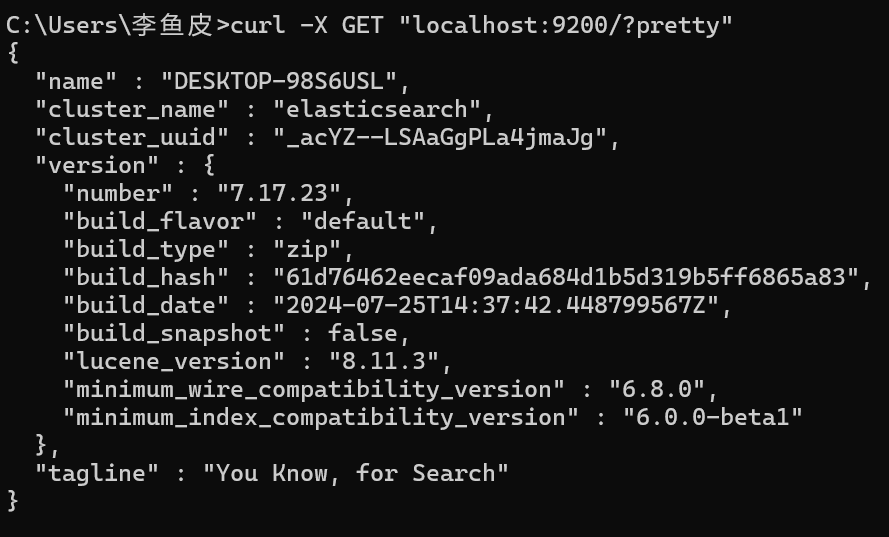 C:\Users\李鱼皮>curl -X GET "localhost:9200/?pretty"
{
  "name" : "DESKTOP-98S6USL",
  "cluster_name" : "elasticsearch",
  "cluster_uuid" : "_acYZ--LSAaGgPLa4jmaJg",
  "version" : {
    "number" : "7.17.23",
    "build_flavor" : "default",
    "build_type" : "zip",
    "build_hash" : "61d76462eecaf09ada684d1b5d319b5ff6865a83",
    "build_date" : "2024-07-25T14:37:42.448799567Z",
    "build_snapshot" : false,
    "lucene_version" : "8.11.3",
    "minimum_wire_compatibility_version" : "6.8.0",
    "minimum_index_compatibility_version" : "6.0.0-beta1"
  },
  "tagline" : "You Know, for Search"
}